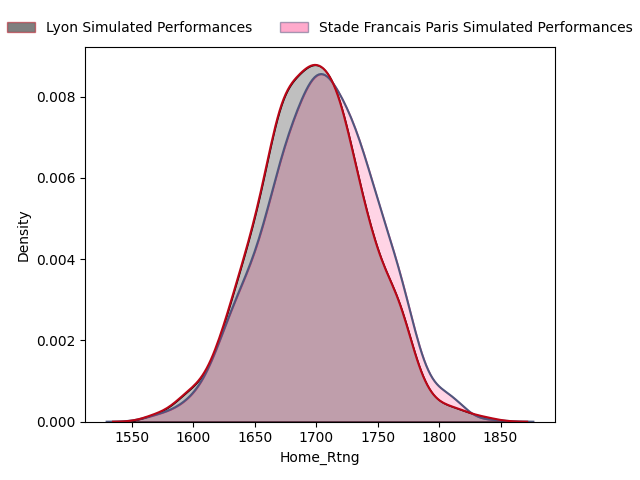 Lyon Simulated Performances
Stade Francais Paris Simulated Performances
0.008
0.006
0.004
0.002
0.000
Density
1550 1600 1650 1700 1750 1800 1850
Home_Rtng